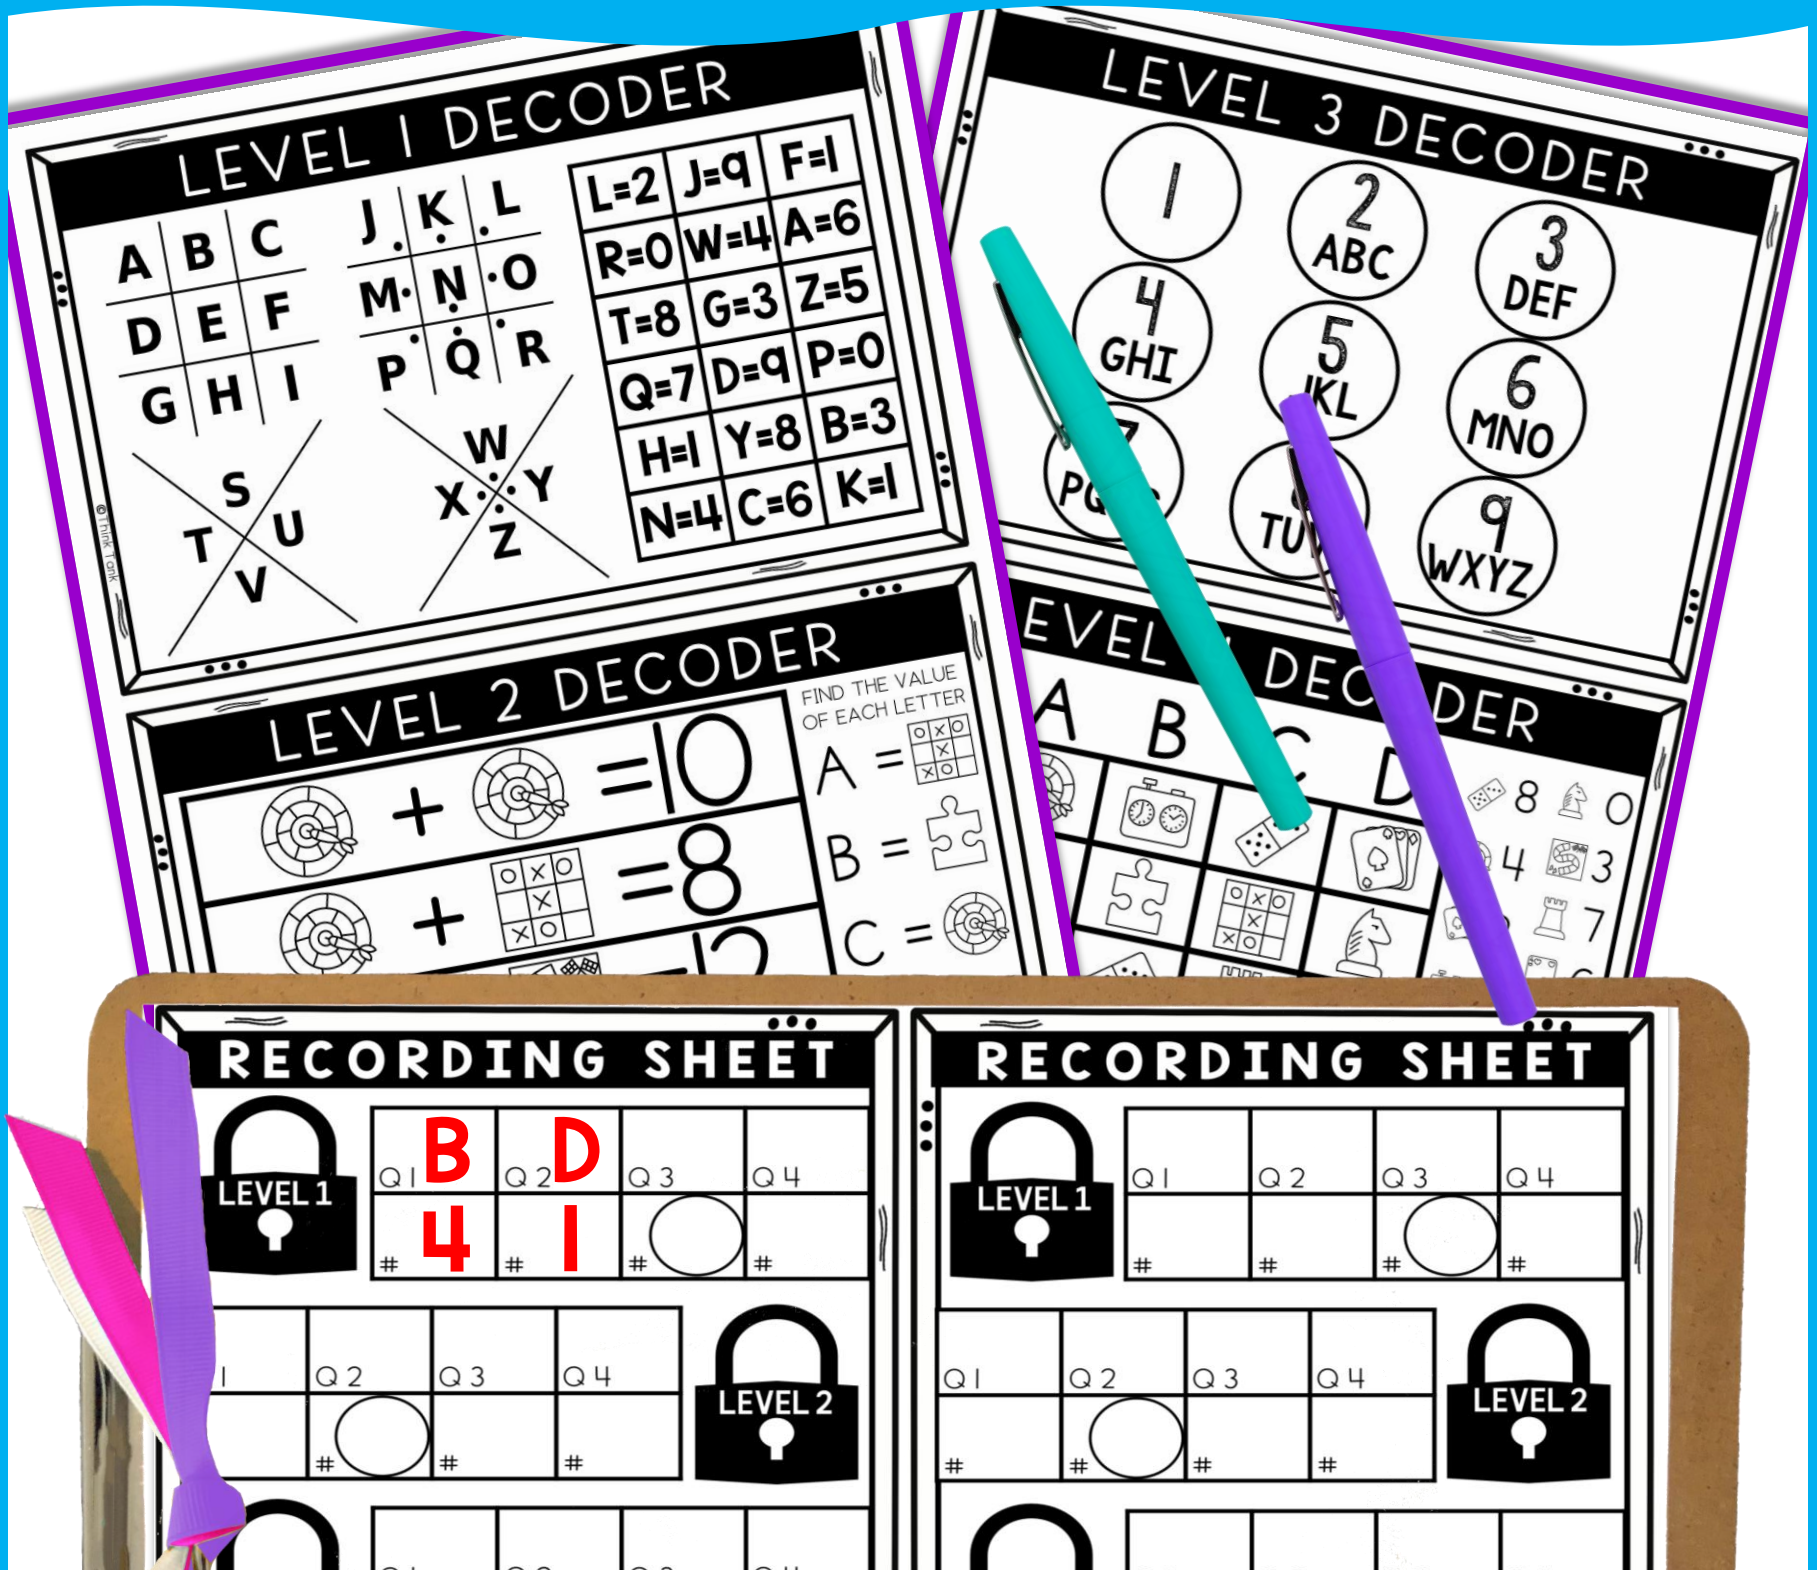 LEVEL 1 DECODER
A B C
D E F
G H I
J K L
M N O
P Q R
S
T U
V
W
X Y
Z
L=2 J=9 F=1
R=0 W=4 A=6
T=8 G=3 Z=5
Q=7 D=9 P=0
H=1 Y=8 B=3
N=4 C=6 K=1
©Think Tank
LEVEL 3 DECODER
1
2
ABC
3
DEF
4
GHI
5
JKL
6
MNO
9
WXYZ
LEVEL 2 DECODER
+ =10
+ =8
=12
FIND THE VALUE
OF EACH LETTER
A =
B =
C =
DECODER
A B C D
8 0
4 3
7
RECORDING SHEET
LEVEL 1
B D
Q1 Q2 Q3 Q4
4 1
# # # #
Q2 Q3 Q4
# # #
LEVEL 2
RECORDING SHEET
LEVEL 1
Q1 Q2 Q3 Q4
# # # #
Q1 Q2 Q3 Q4
# # # #
LEVEL 2